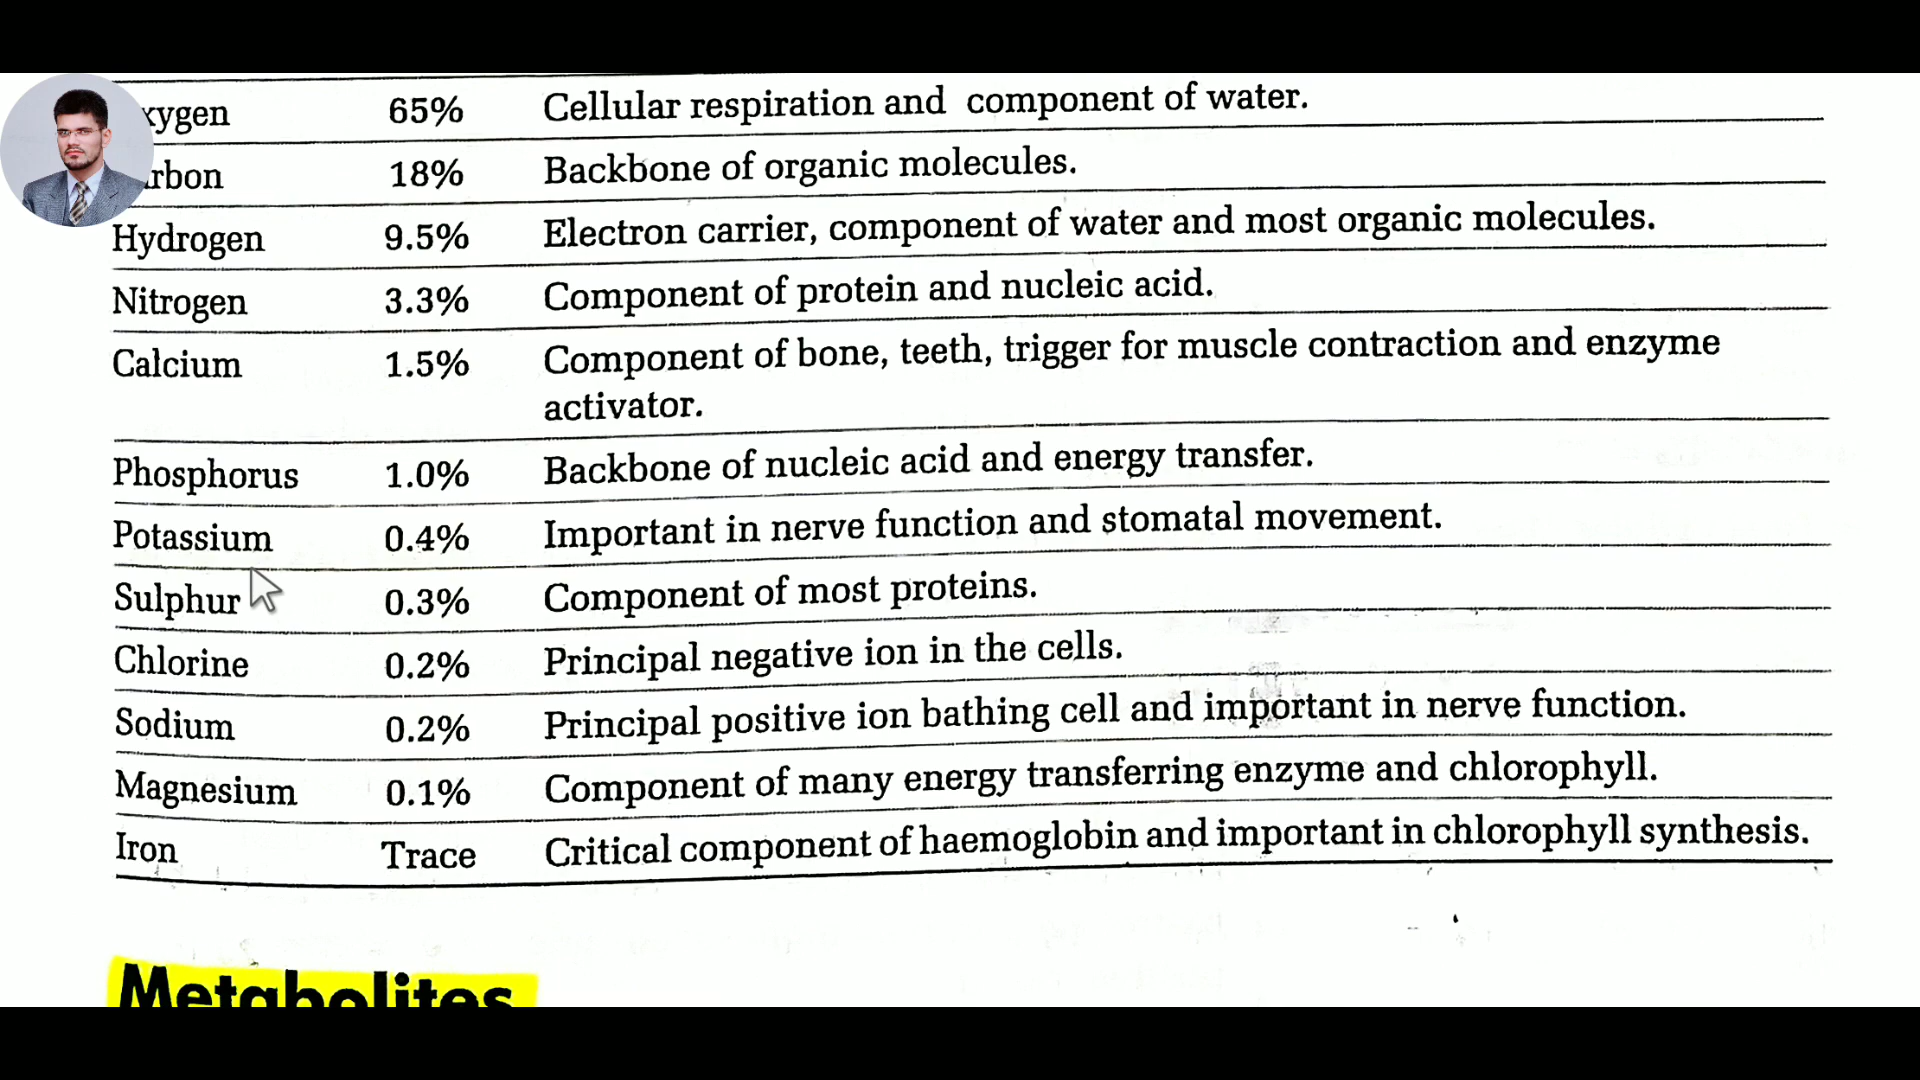 xygen 65% Cellular respiration and component of water.
rbon 18% Backbone of organic molecules.
Hydrogen 9.5% Electron carrier, component of water and most organic molecules.
Nitrogen 3.3% Component of protein and nucleic acid.
Calcium 1.5% Component of bone, teeth, trigger for muscle contraction and enzyme
activator.
Phosphorus 1.0% Backbone of nucleic acid and energy transfer.
Potassium 0.4% Important in nerve function and stomatal movement.
Sulphur 0.3% Component of most proteins.
Chlorine 0.2% Principal negative ion in the cells.
Sodium 0.2% Principal positive ion bathing cell and important in nerve function.
Magnesium 0.1% Component of many energy transferring enzyme and chlorophyll.
Iron Trace Critical component of haemoglobin and important in chlorophyll synthesis.
Metabolites